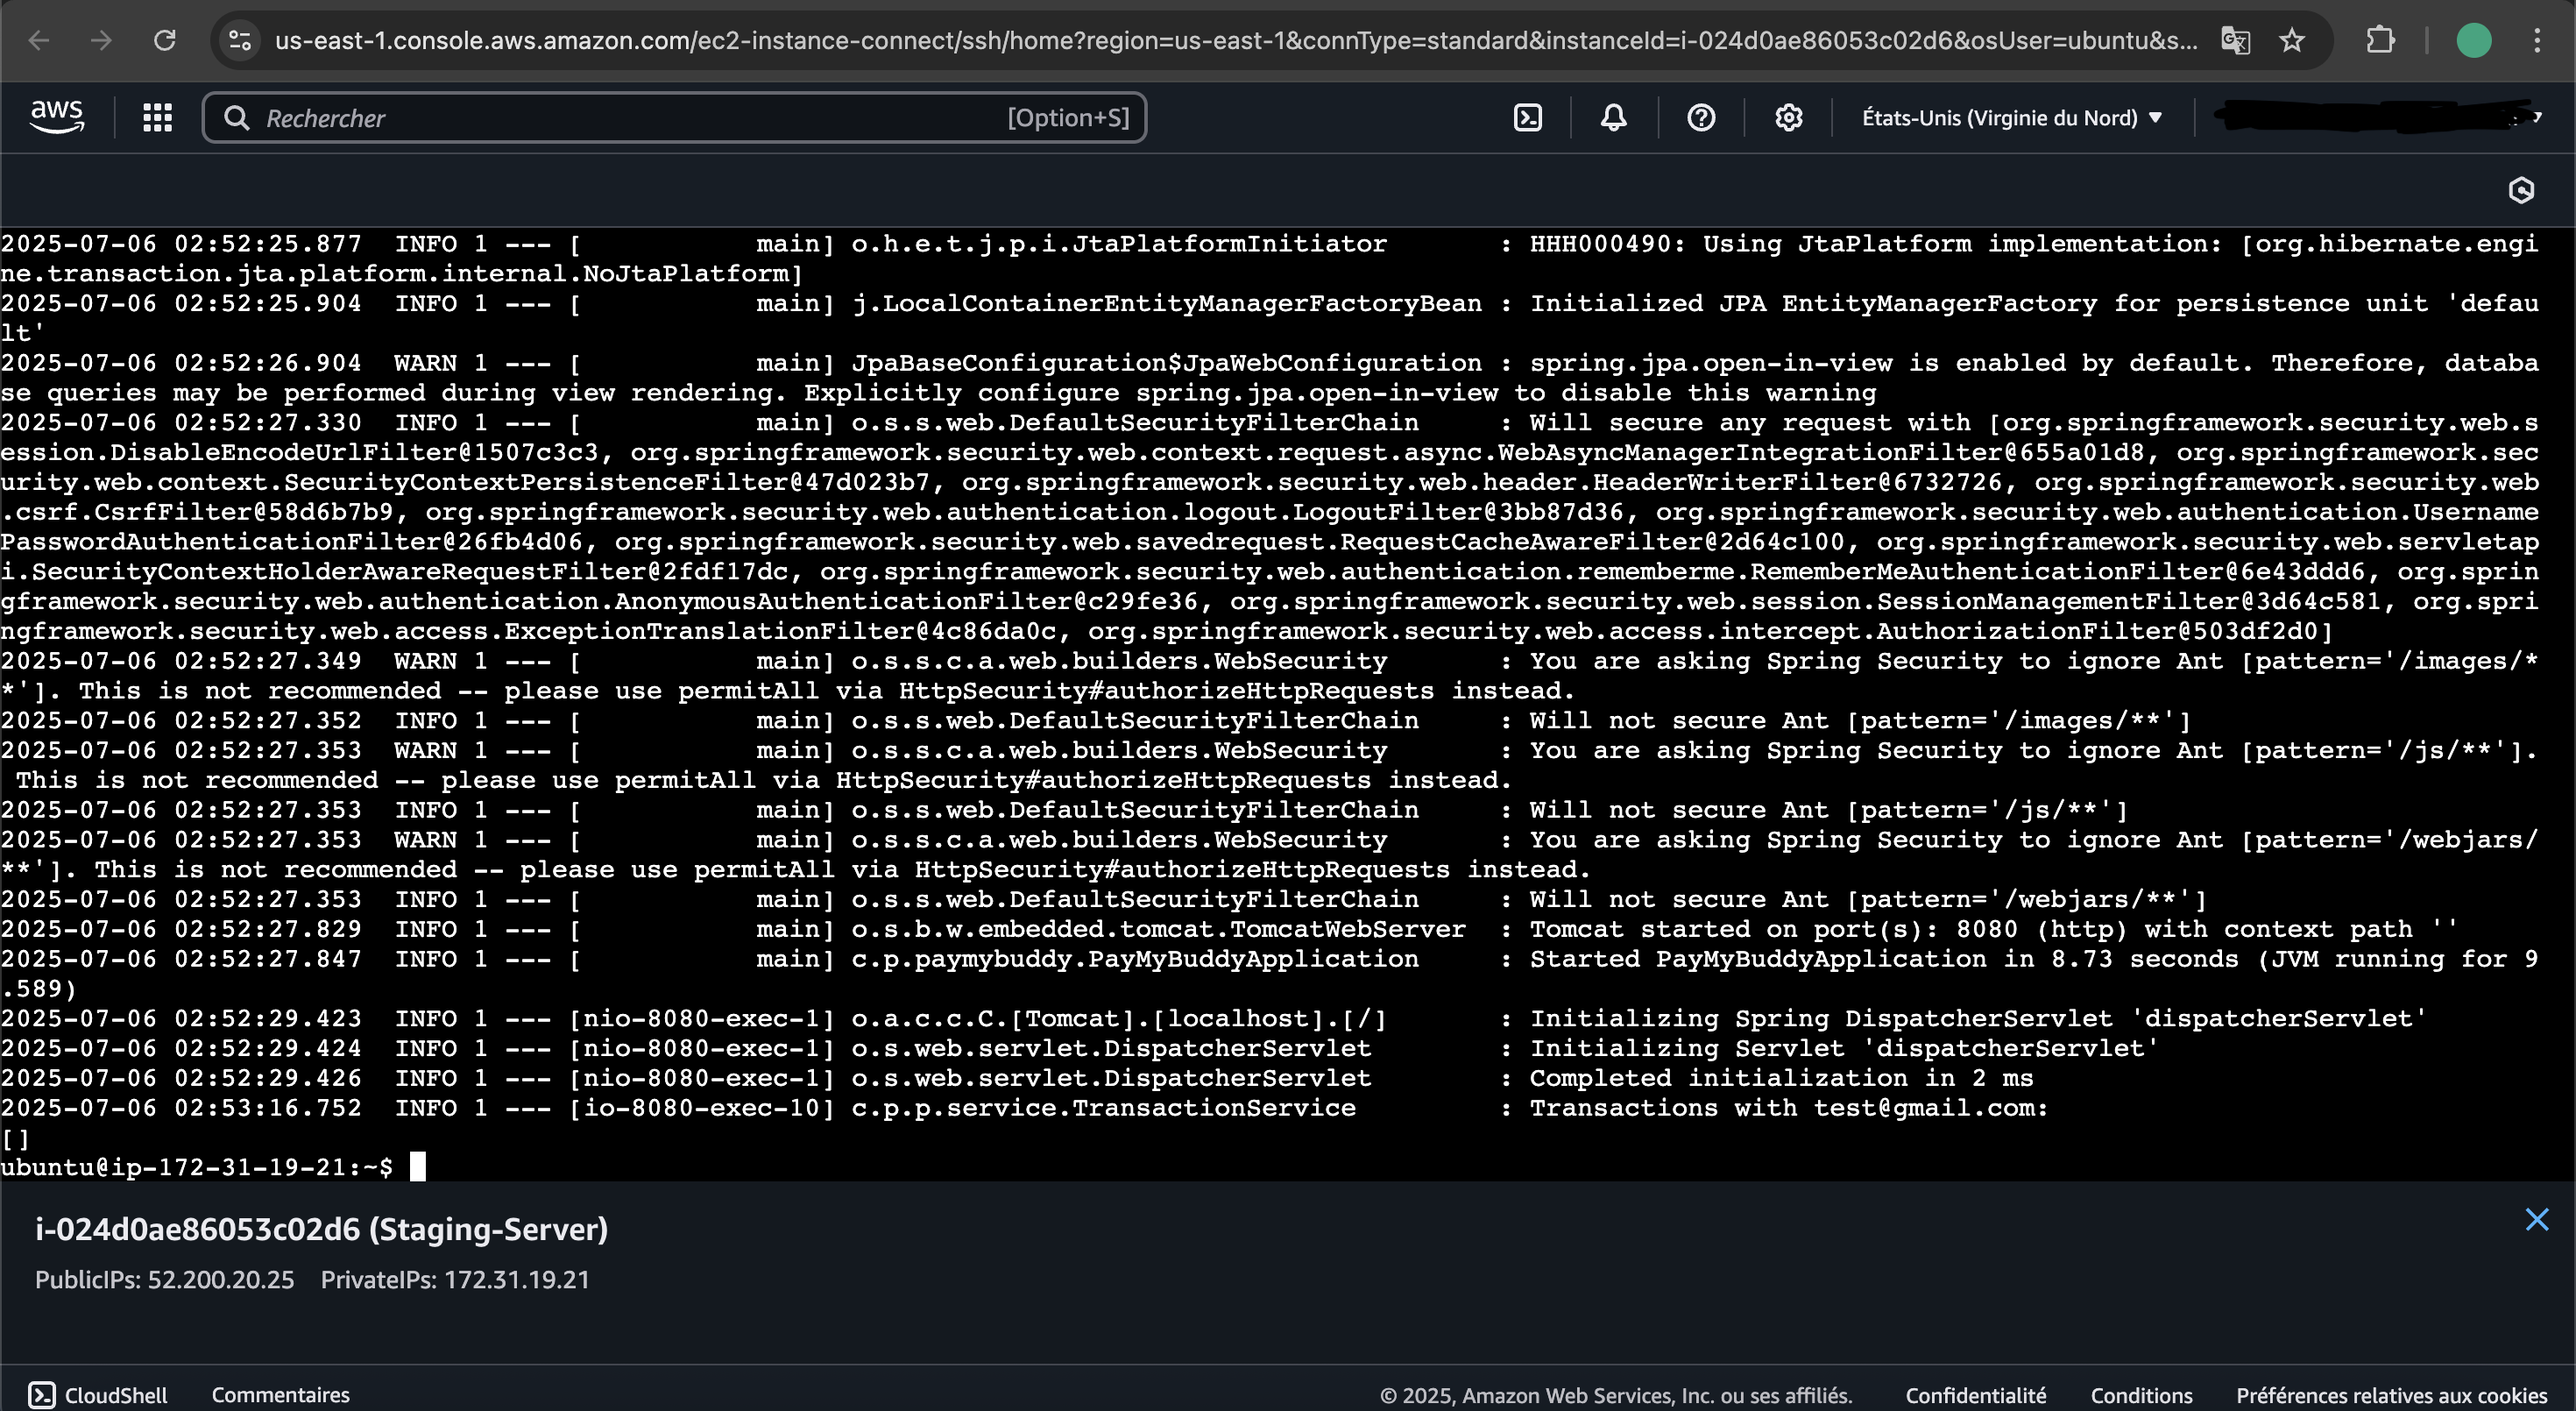 us-east-1.console.aws.amazon.com/ec2-instance-connect/ssh/home?region=us-east-1&connType=standard&instanceId=i-024d0ae86053c02d6&osUser=ubuntu&s...
aws
Rechercher [Option+S] États-Unis (Virginie du Nord)
2025-07-06 02:52:25.877  INFO 1 --- [           main] o.h.e.t.j.p.i.JtaPlatformInitiator       : HHH000490: Using JtaPlatform implementation: [org.hibernate.engi
ne.transaction.jta.platform.internal.NoJtaPlatform]
2025-07-06 02:52:25.904  INFO 1 --- [           main] j.LocalContainerEntityManagerFactoryBean : Initialized JPA EntityManagerFactory for persistence unit 'defau
lt'
2025-07-06 02:52:26.904  WARN 1 --- [           main] JpaBaseConfiguration$JpaWebConfiguration : spring.jpa.open-in-view is enabled by default. Therefore, databa
se queries may be performed during view rendering. Explicitly configure spring.jpa.open-in-view to disable this warning
2025-07-06 02:52:27.330  INFO 1 --- [           main] o.s.s.web.DefaultSecurityFilterChain     : Will secure any request with [org.springframework.security.web.s
ession.DisableEncodeUrlFilter@1507c3c3, org.springframework.security.web.context.request.async.WebAsyncManagerIntegrationFilter@655a01d8, org.springframework.sec
urity.web.context.SecurityContextPersistenceFilter@47d023b7, org.springframework.security.web.header.HeaderWriterFilter@6732726, org.springframework.security.web
.csrf.CsrfFilter@58d6b7b9, org.springframework.security.web.authentication.logout.LogoutFilter@3bb87d36, org.springframework.security.web.authentication.Username
PasswordAuthenticationFilter@26fb4d06, org.springframework.security.web.savedrequest.RequestCacheAwareFilter@2d64c100, org.springframework.security.web.servletap
i.SecurityContextHolderAwareRequestFilter@2fdf17dc, org.springframework.security.web.authentication.rememberme.RememberMeAuthenticationFilter@6e43ddd6, org.sprin
gframework.security.web.authentication.AnonymousAuthenticationFilter@c29fe36, org.springframework.security.web.session.SessionManagementFilter@3d64c581, org.spri
ngframework.security.web.access.ExceptionTranslationFilter@4c86da0c, org.springframework.security.web.access.intercept.AuthorizationFilter@503df2d0]
2025-07-06 02:52:27.349  WARN 1 --- [           main] o.s.s.c.a.web.builders.WebSecurity       : You are asking Spring Security to ignore Ant [pattern='/images/*
*']. This is not recommended -- please use permitAll via HttpSecurity#authorizeHttpRequests instead.
2025-07-06 02:52:27.352  INFO 1 --- [           main] o.s.s.web.DefaultSecurityFilterChain     : Will not secure Ant [pattern='/images/**']
2025-07-06 02:52:27.353  WARN 1 --- [           main] o.s.s.c.a.web.builders.WebSecurity       : You are asking Spring Security to ignore Ant [pattern='/js/**'].
 This is not recommended -- please use permitAll via HttpSecurity#authorizeHttpRequests instead.
2025-07-06 02:52:27.353  INFO 1 --- [           main] o.s.s.web.DefaultSecurityFilterChain     : Will not secure Ant [pattern='/js/**']
2025-07-06 02:52:27.353  WARN 1 --- [           main] o.s.s.c.a.web.builders.WebSecurity       : You are asking Spring Security to ignore Ant [pattern='/webjars/
**']. This is not recommended -- please use permitAll via HttpSecurity#authorizeHttpRequests instead.
2025-07-06 02:52:27.353  INFO 1 --- [           main] o.s.s.web.DefaultSecurityFilterChain     : Will not secure Ant [pattern='/webjars/**']
2025-07-06 02:52:27.829  INFO 1 --- [           main] o.s.b.w.embedded.tomcat.TomcatWebServer  : Tomcat started on port(s): 8080 (http) with context path ''
2025-07-06 02:52:27.847  INFO 1 --- [           main] c.p.paymybuddy.PayMyBuddyApplication     : Started PayMyBuddyApplication in 8.73 seconds (JVM running for 9
.589)
2025-07-06 02:52:29.423  INFO 1 --- [nio-8080-exec-1] o.a.c.c.C.[Tomcat].[localhost].[/]       : Initializing Spring DispatcherServlet 'dispatcherServlet'
2025-07-06 02:52:29.424  INFO 1 --- [nio-8080-exec-1] o.s.web.servlet.DispatcherServlet        : Initializing Servlet 'dispatcherServlet'
2025-07-06 02:52:29.426  INFO 1 --- [nio-8080-exec-1] o.s.web.servlet.DispatcherServlet        : Completed initialization in 2 ms
2025-07-06 02:53:16.752  INFO 1 --- [io-8080-exec-10] c.p.p.service.TransactionService         : Transactions with test@gmail.com:
[]
ubuntu@ip-172-31-19-21:~$
i-024d0ae86053c02d6 (Staging-Server)
PublicIPs: 52.200.20.25 PrivateIPs: 172.31.19.21
CloudShell Commentaires © 2025, Amazon Web Services, Inc. ou ses affiliés. Confidentialité Conditions Préférences relatives aux cookies